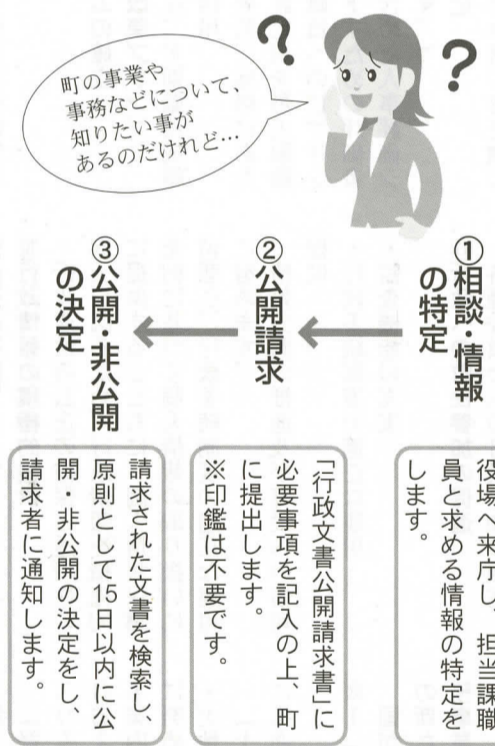 ?
?
町の事業や
事務などについて、
知りたい事が
あるのだけれど…
①相談・情報
の特定
役場へ来庁し、担当課職
員と求める情報の特定を
します。
②公開請求
「行政文書公開請求書」に
必要事項を記入の上、町
に提出します。
※印鑑は不要です。
③公開・非公開
の決定
請求された文書を検索し、
原則として15日以内に公
開・非公開の決定をし、
請求者に通知します。